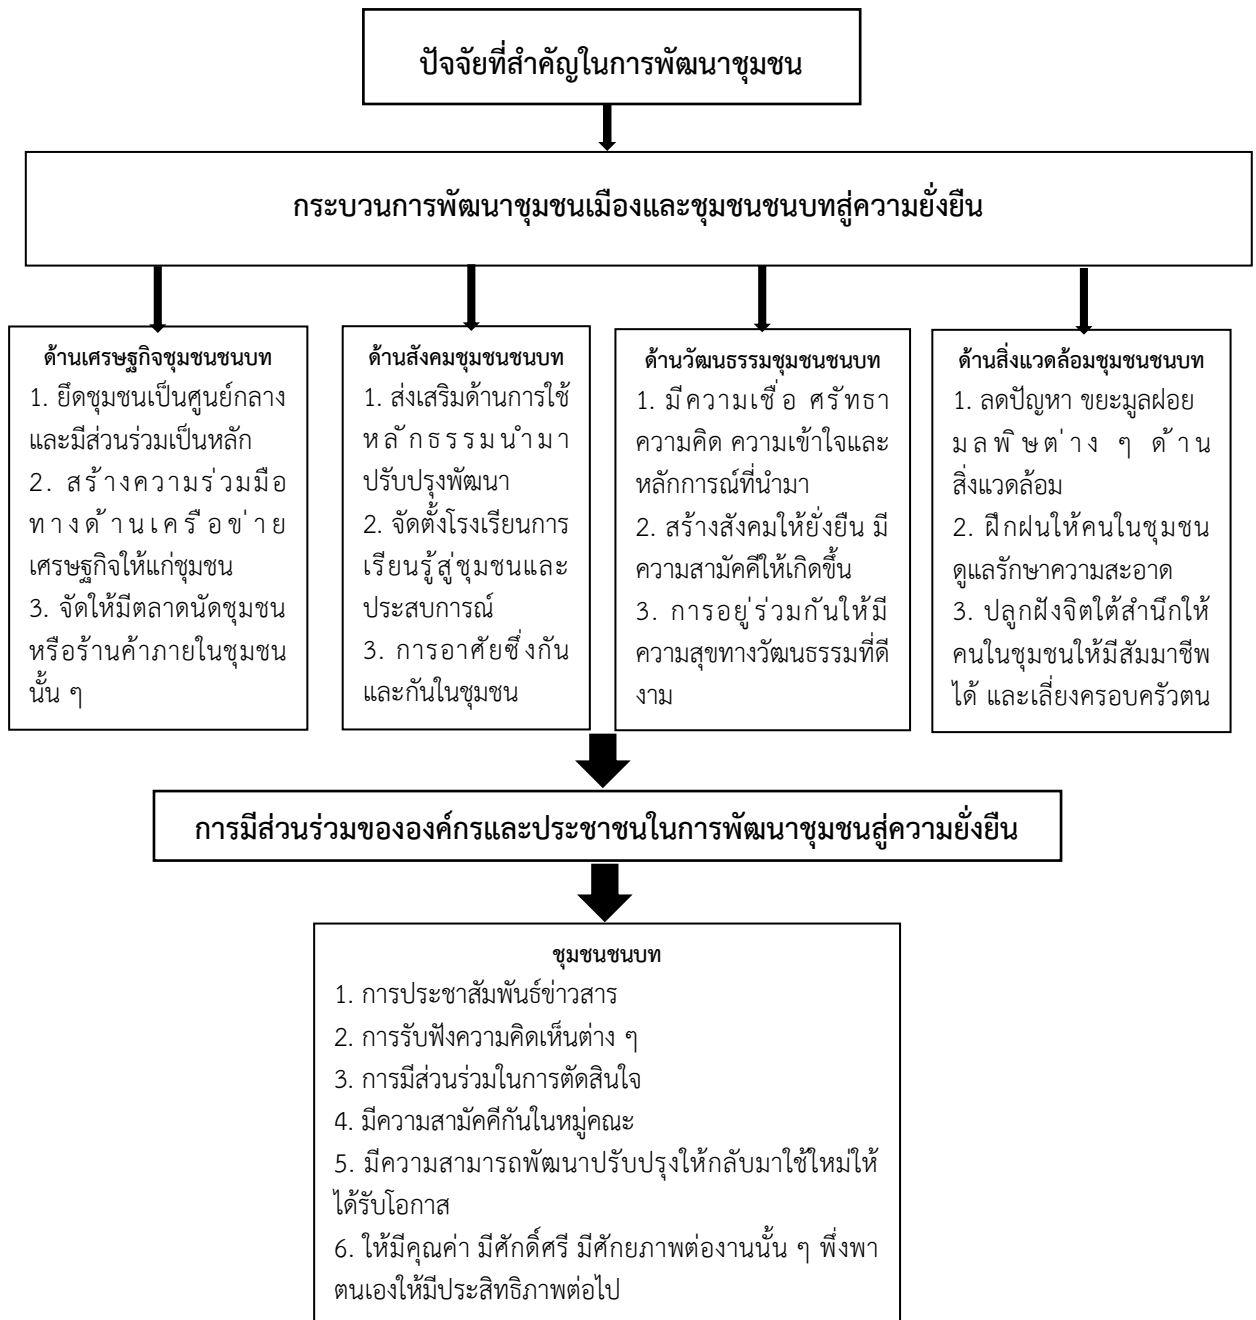 ปัจจัยที่สำคัญในการพัฒนาชุมชน
กระบวนการพัฒนาชุมชนเมืองและชุมชนชนบทสู่ความยั่งยืน
ด้านเศรษฐกิจชุมชนชนบท
1. ยึดชุมชนเป็นศูนย์กลาง
และมีส่วนร่วมเป็นหลัก
2. สร้างความร่วมมือ
ทางด้านเครือข่าย
เศรษฐกิจให้แก่ชุมชน
3. จัดให้มีตลาดนัดชุมชน
หรือร้านค้าภายในชุมชน
นั้น ๆ
ด้านสังคมชุมชนชนบท
1. ส่งเสริมด้านการใช้
หลักธรรมนำมา
ปรับปรุงพัฒนา
2. จัดตั้งโรงเรียนการ
เรียนรู้สู่ชุมชนและ
ประสบการณ์
3. การอาศัยซึ่งกัน
และกันในชุมชน
ด้านวัฒนธรรมชุมชนชนบท
1. มีความเชื่อ ศรัทธา
ความคิด ความเข้าใจและ
หลักการณ์ที่นำมา
2. สร้างสังคมให้ยั่งยืน มี
ความสามัคคีให้เกิดขึ้น
3. การอยู่ร่วมกันให้มี
ความสุขทางวัฒนธรรมที่ดี
งาม
ด้านสิ่งแวดล้อมชุมชนชนบท
1. ลดปัญหา ขยะมูลฝอย
มลพิษต่าง ๆ ด้าน
สิ่งแวดล้อม
2. ฝึกฝนให้คนในชุมชน
ดูแลรักษาความสะอาด
3. ปลูกฝังจิตใต้สำนึกให้
คนในชุมชนให้มีสัมมาชีพ
ได้ และเลี่ยงครอบครัวตน
การมีส่วนร่วมขององค์กรและประชาชนในการพัฒนาชุมชนสู่ความยั่งยืน
ชุมชนชนบท
1. การประชาสัมพันธ์ข่าวสาร
2. การรับฟังความคิดเห็นต่าง ๆ
3. การมีส่วนร่วมในการตัดสินใจ
4. มีความสามัคคีกันในหมู่คณะ
5. มีความสามารถพัฒนาปรับปรุงให้กลับมาใช้ใหม่ให้
ได้รับโอกาส
6. ให้มีคุณค่า มีศักดิ์ศรี มีศักยภาพต่องานนั้น ๆ พึ่งพา
ตนเองให้มีประสิทธิภาพต่อไป